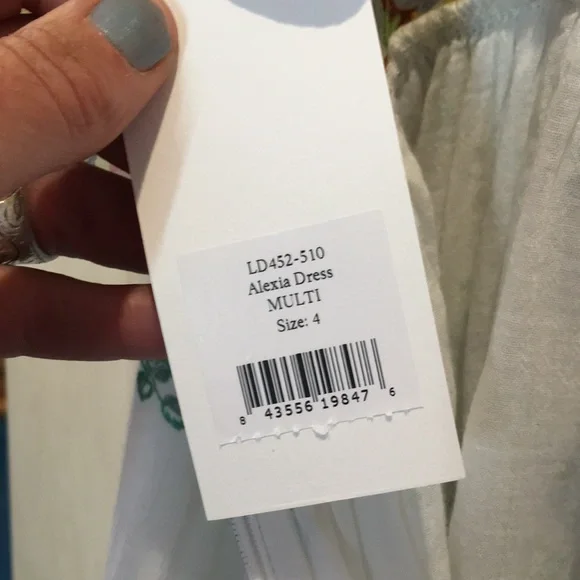 LD452-510
Alexia Dress
MULTI
Size: 4
8 43556 19847 6